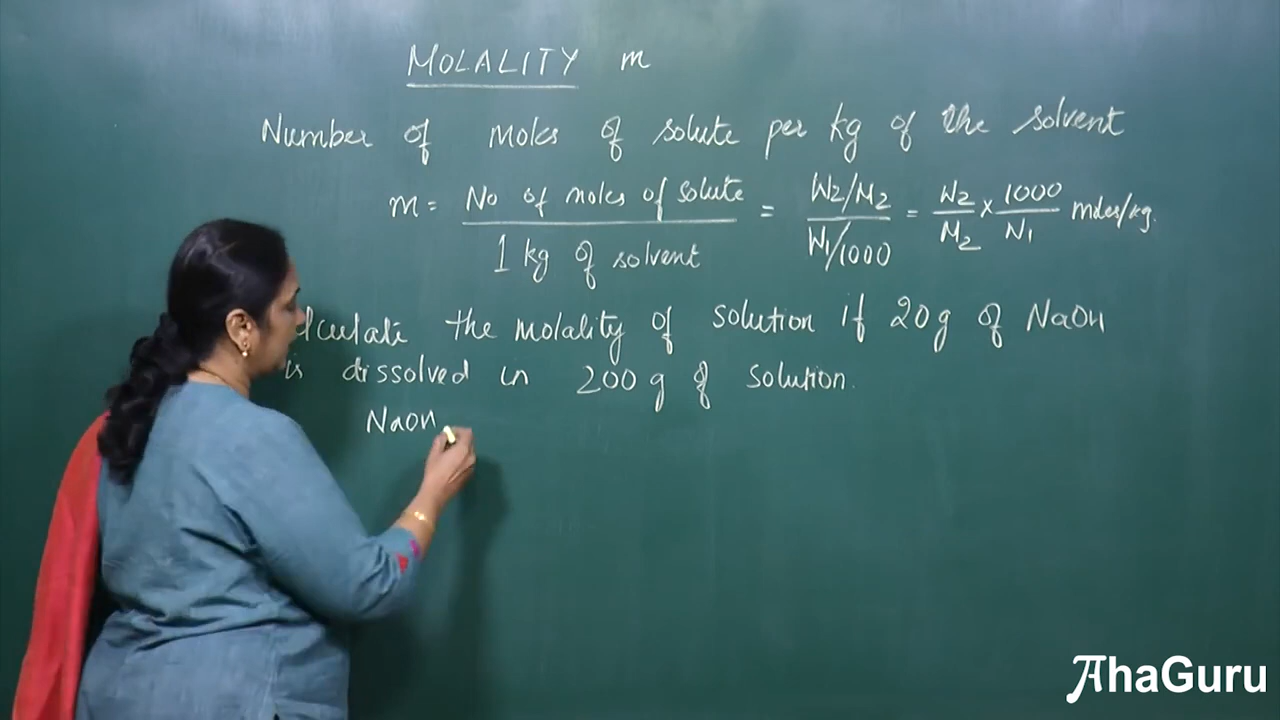 MOLALITY m
Number of moles of solute per kg of the solvent
m = No of moles of solute / 1 kg of solvent = W2/M2 / W1/1000 = W2/M2 x 1000/W1 moles/kg.
the molality of solution if 20g of NaOH
is dissolved in 200 g of solution.
NaOH
AhaGuru